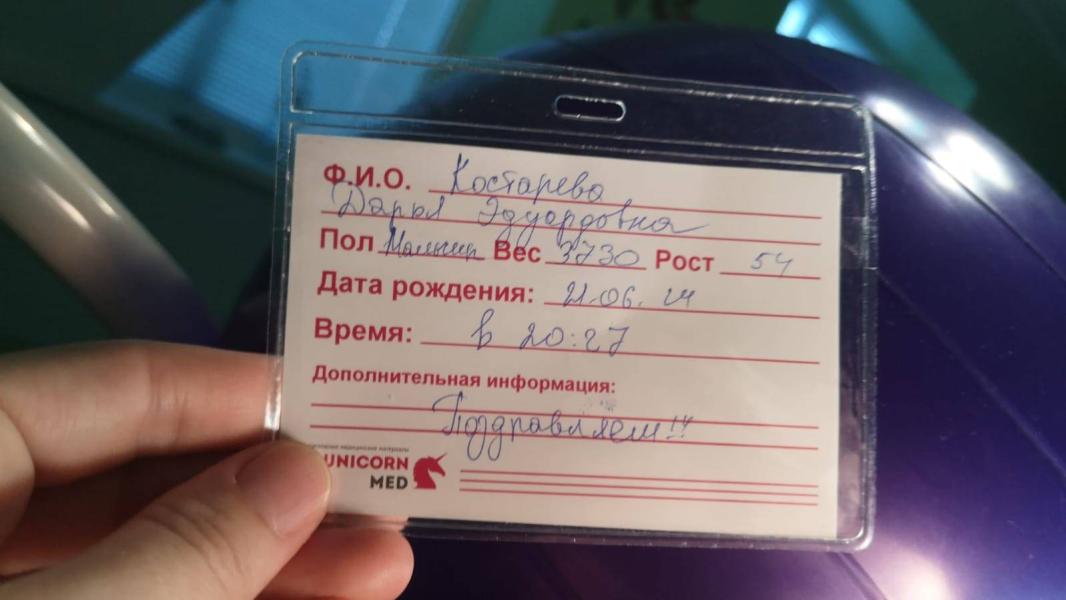 Ф.И.О. Костарева
Дарья Эдуардовна
Пол Мальчик Вес 3730 Рост 54
Дата рождения: 21.06.24
Время: в 20:27
Дополнительная информация:
Поздравляем!!!
UNICORN
MED